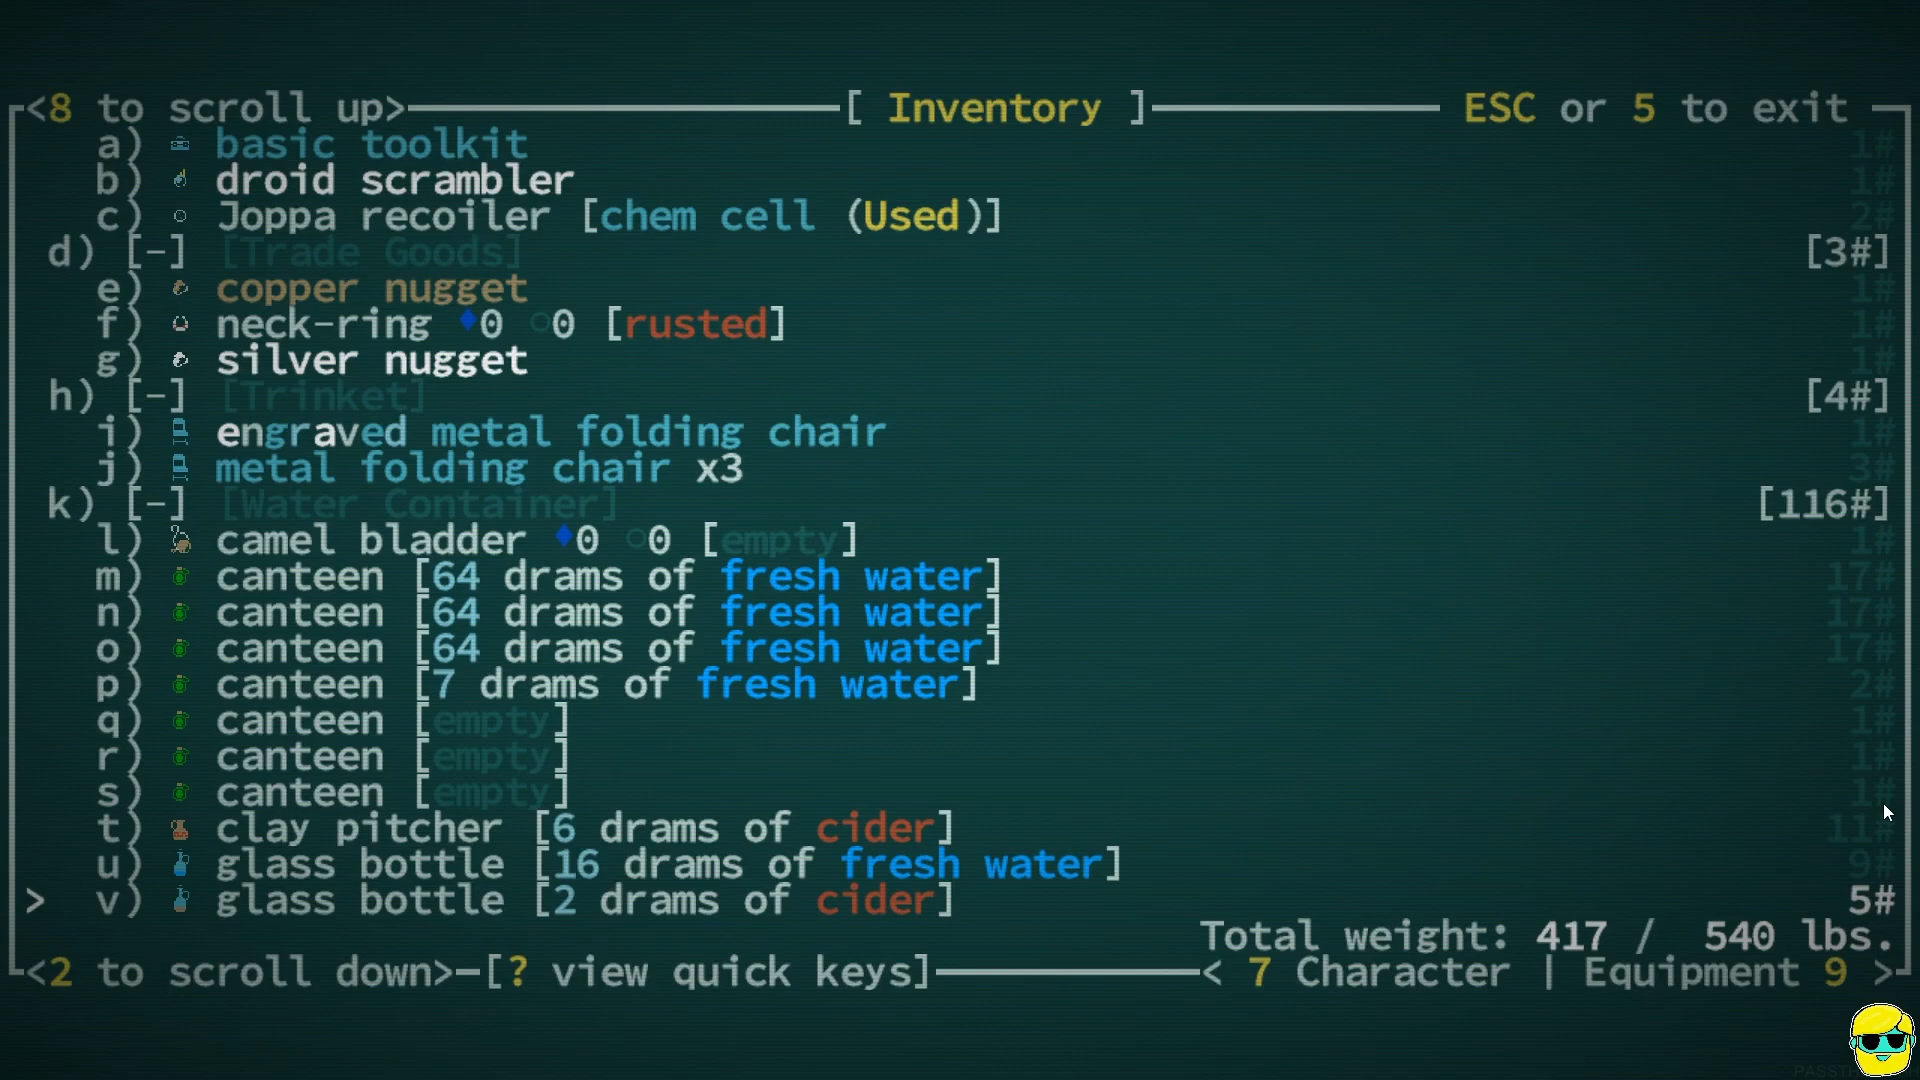 <8 to scroll up> [ Inventory ] ESC or 5 to exit
a) basic toolkit 1#
b) droid scrambler 1#
c) Joppa recoiler [chem cell (Used)] 2#
d) [-] [Trade Goods] [3#]
e) copper nugget 1#
f) neck-ring ♦0 ○0 [rusted] 1#
g) silver nugget 1#
h) [-] [Trinket] [4#]
i) engraved metal folding chair 1#
j) metal folding chair x3 3#
k) [-] [Water Container] [116#]
l) camel bladder ♦0 ○0 [empty] 1#
m) canteen [64 drams of fresh water] 17#
n) canteen [64 drams of fresh water] 17#
o) canteen [64 drams of fresh water] 17#
p) canteen [7 drams of fresh water] 2#
q) canteen [empty] 1#
r) canteen [empty] 1#
s) canteen [empty] 1#
t) clay pitcher [6 drams of cider] 11#
u) glass bottle [16 drams of fresh water] 9#
> v) glass bottle [2 drams of cider] 5#
Total weight: 417 / 540 lbs.
<2 to scroll down> [? view quick keys] < 7 Character | Equipment 9 >